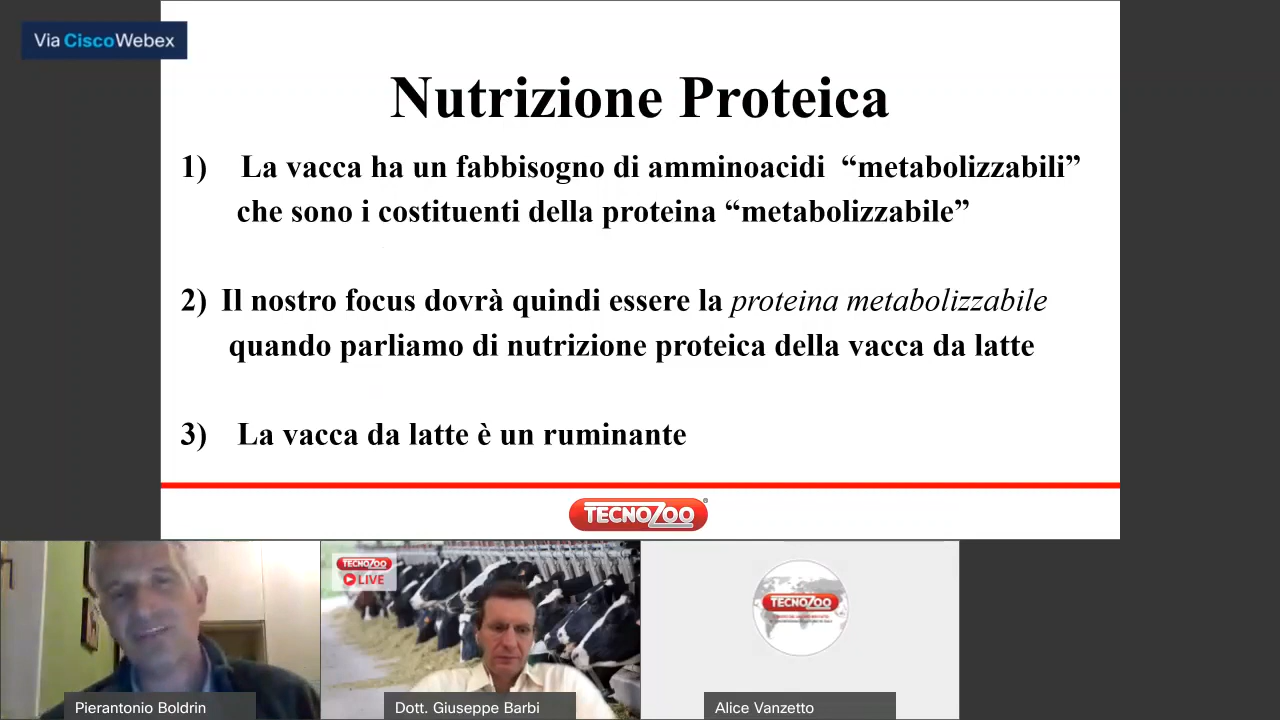 Via CiscoWebex
Nutrizione Proteica
1) La vacca ha un fabbisogno di amminoacidi “metabolizzabili”
che sono i costituenti della proteina “metabolizzabile”
2) Il nostro focus dovrà quindi essere la proteina metabolizzabile
quando parliamo di nutrizione proteica della vacca da latte
3) La vacca da latte è un ruminante
TECNOZOO®
TECNOZOO
LIVE
TECNOZOO
Pierantonio Boldrin
Dott. Giuseppe Barbi
Alice Vanzetto